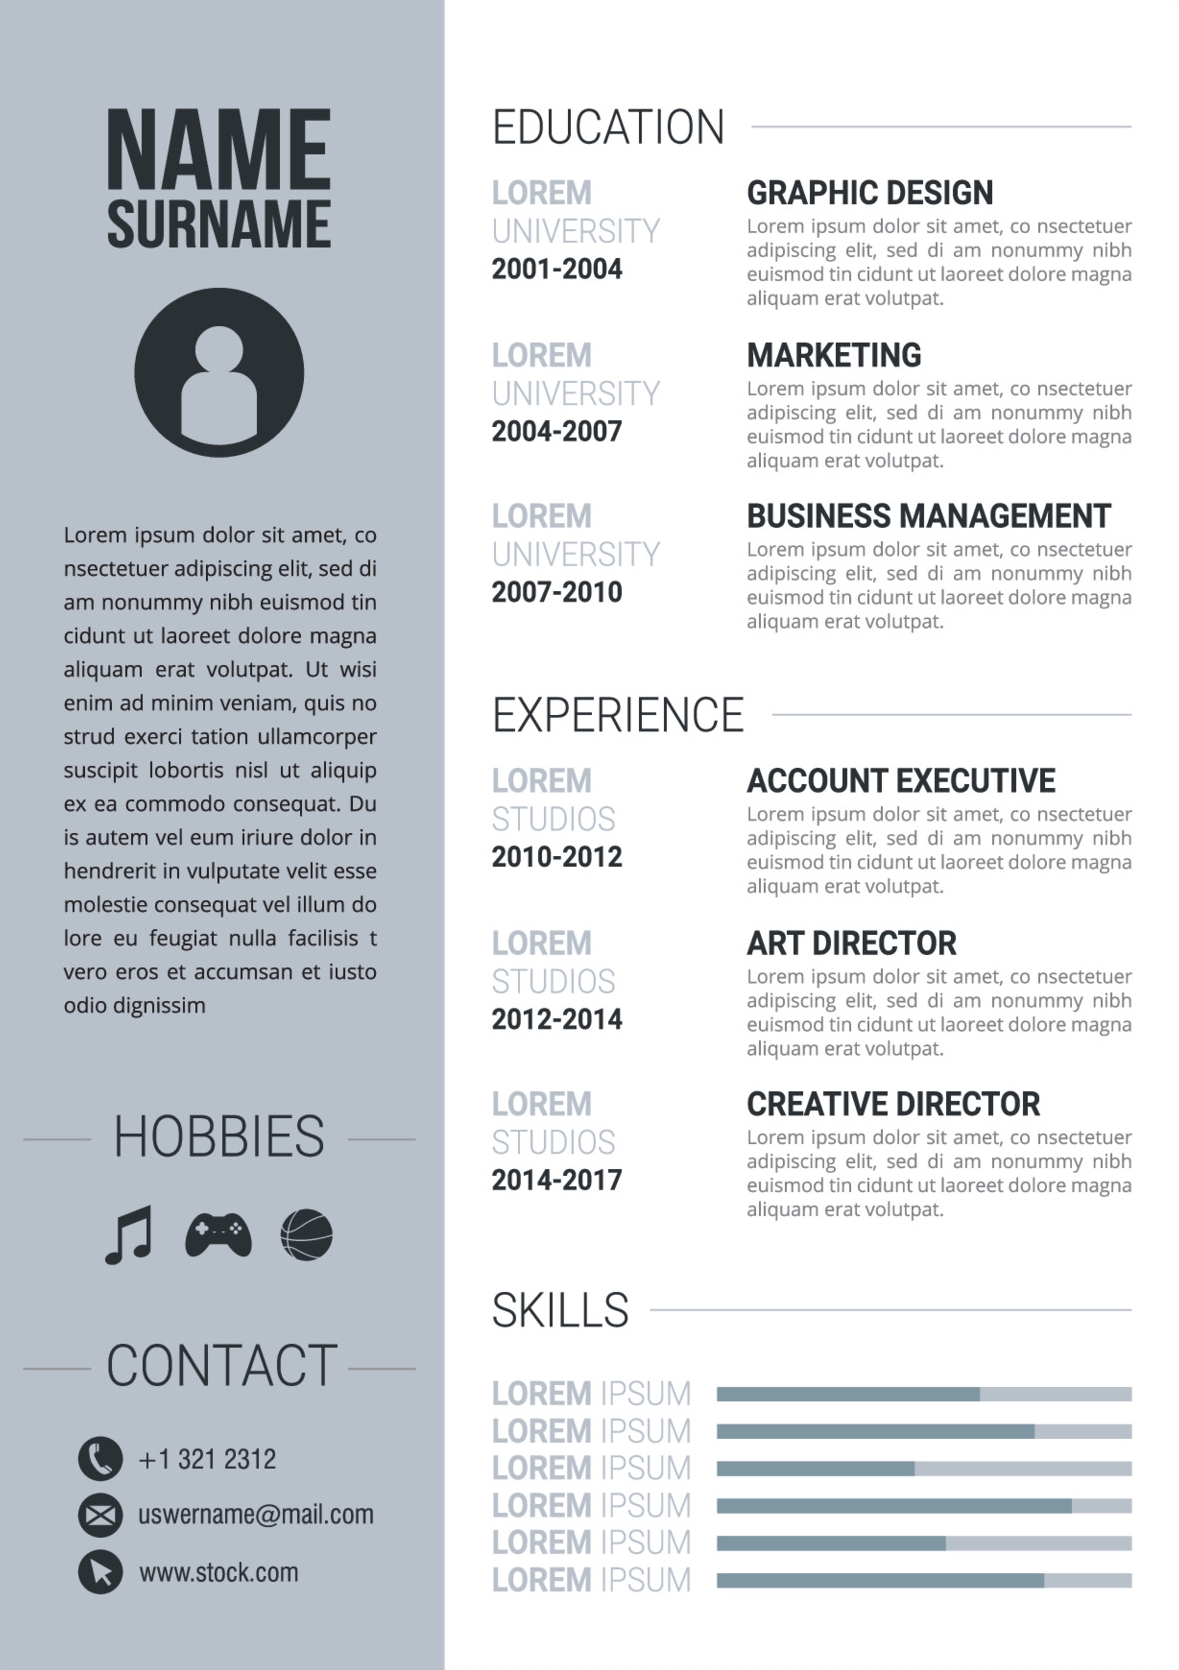 NAME
SURNAME
Lorem ipsum dolor sit amet, co
nsectetuer adipiscing elit, sed di
am nonummy nibh euismod tin
cidunt ut laoreet dolore magna
aliquam erat volutpat. Ut wisi
enim ad minim veniam, quis no
strud exerci tation ullamcorper
suscipit lobortis nisl ut aliquip
ex ea commodo consequat. Du
is autem vel eum iriure dolor in
hendrerit in vulputate velit esse
molestie consequat vel illum do
lore eu feugiat nulla facilisis t
vero eros et accumsan et iusto
odio dignissim
HOBBIES
CONTACT
+1 321 2312
uswername@mail.com
www.stock.com
EDUCATION
LOREM
UNIVERSITY
2001-2004
GRAPHIC DESIGN
Lorem ipsum dolor sit amet, co nsectetuer
adipiscing elit, sed di am nonummy nibh
euismod tin cidunt ut laoreet dolore magna
aliquam erat volutpat.
LOREM
UNIVERSITY
2004-2007
MARKETING
Lorem ipsum dolor sit amet, co nsectetuer
adipiscing elit, sed di am nonummy nibh
euismod tin cidunt ut laoreet dolore magna
aliquam erat volutpat.
LOREM
UNIVERSITY
2007-2010
BUSINESS MANAGEMENT
Lorem ipsum dolor sit amet, co nsectetuer
adipiscing elit, sed di am nonummy nibh
euismod tin cidunt ut laoreet dolore magna
aliquam erat volutpat.
EXPERIENCE
LOREM
STUDIOS
2010-2012
ACCOUNT EXECUTIVE
Lorem ipsum dolor sit amet, co nsectetuer
adipiscing elit, sed di am nonummy nibh
euismod tin cidunt ut laoreet dolore magna
aliquam erat volutpat.
LOREM
STUDIOS
2012-2014
ART DIRECTOR
Lorem ipsum dolor sit amet, co nsectetuer
adipiscing elit, sed di am nonummy nibh
euismod tin cidunt ut laoreet dolore magna
aliquam erat volutpat.
LOREM
STUDIOS
2014-2017
CREATIVE DIRECTOR
Lorem ipsum dolor sit amet, co nsectetuer
adipiscing elit, sed di am nonummy nibh
euismod tin cidunt ut laoreet dolore magna
aliquam erat volutpat.
SKILLS
LOREM IPSUM
LOREM IPSUM
LOREM IPSUM
LOREM IPSUM
LOREM IPSUM
LOREM IPSUM